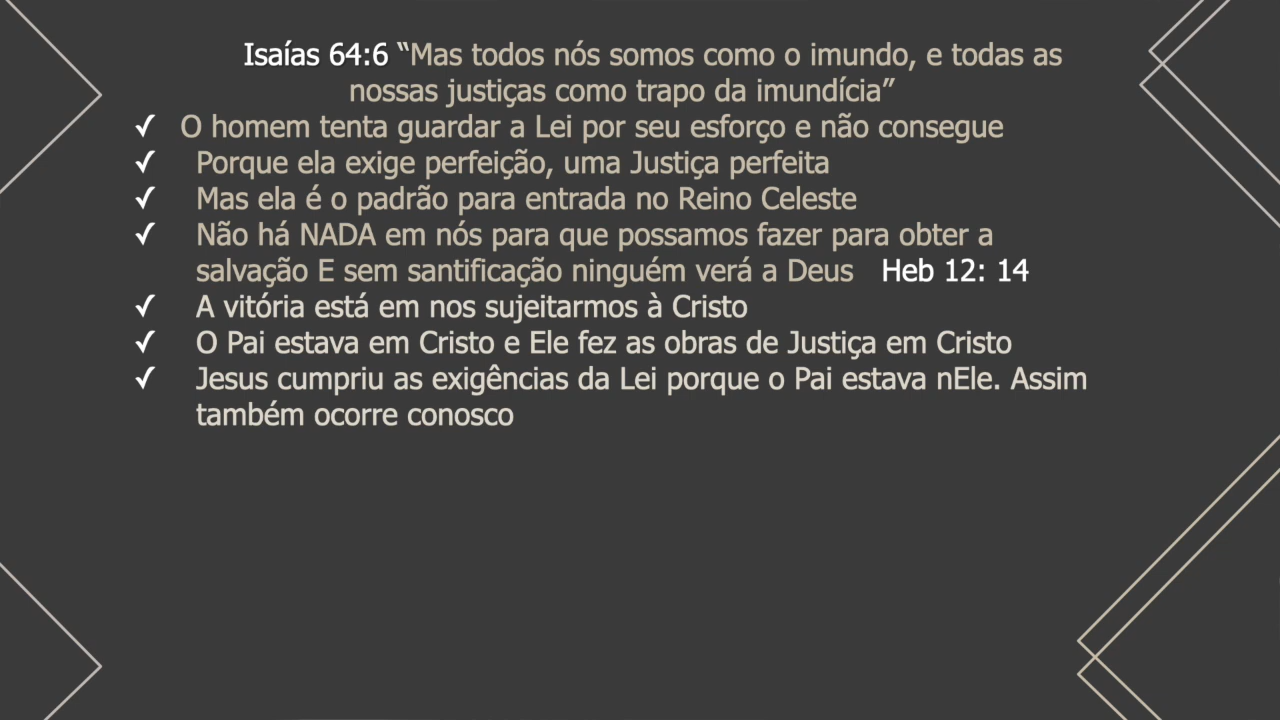 Isaías 64:6 “Mas todos nós somos como o imundo, e todas as
nossas justiças como trapo da imundícia”
✓ O homem tenta guardar a Lei por seu esforço e não consegue
✓ Porque ela exige perfeição, uma Justiça perfeita
✓ Mas ela é o padrão para entrada no Reino Celeste
✓ Não há NADA em nós para que possamos fazer para obter a
salvação E sem santificação ninguém verá a Deus Heb 12: 14
✓ A vitória está em nos sujeitarmos à Cristo
✓ O Pai estava em Cristo e Ele fez as obras de Justiça em Cristo
✓ Jesus cumpriu as exigências da Lei porque o Pai estava nEle. Assim
também ocorre conosco